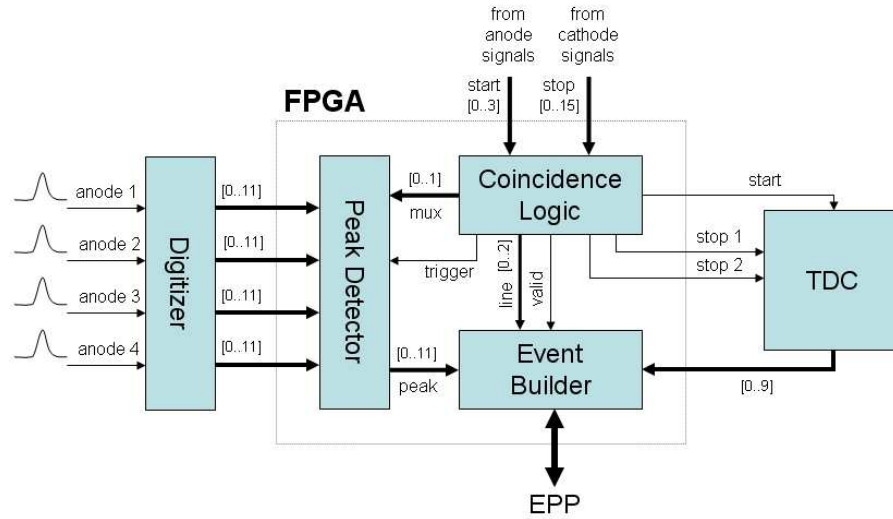 from
anode
signals
from
cathode
signals
start
[0..3]
stop
[0..15]
FPGA
anode 1
anode 2
anode 3
anode 4
Digitizer
[0..11]
[0..11]
[0..11]
[0..11]
Peak Detector
[0..1]
mux
trigger
Coincidence
Logic
line
[0..2]
valid
start
stop 1
stop 2
TDC
[0..11]
peak
Event
Builder
[0..9]
EPP